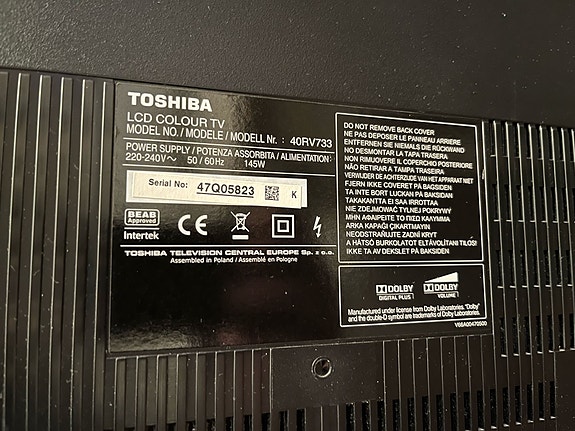 TOSHIBA
LCD COLOUR TV
MODEL NO. / MODELE / MODELL Nr. : 40RV733
POWER SUPPLY / POTENZA ASSORBITA / ALIMENTATION:
220-240V~ 50 / 60Hz 145W
Serial No: 47Q05823 K
BEAB
Approved
Intertek
CE
TOSHIBA TELEVISION CENTRAL EUROPE Sp. z o.o.
Assembled in Poland / Assemblé en Pologne
DO NOT REMOVE BACK COVER
NE PAS DEPOSER LE PANNEAU ARRIERE
ENTFERNEN SIE NIEMALS DIE RÜCKWAND
NO DESMONTAR LA TAPA TRASERA
NON RIMUOVERE IL COPERCHIO POSTERIORE
NÃO RETIRAR A TAMPA TRASEIRA
VERWIJDER DE ACHTERZIJDE VAN HET APPARAAT NIET
FJERN IKKE COVERET PÅ BAGSIDEN
TA INTE BORT LUCKAN PÅ BAKSIDAN
TAKAKANTTA EI SAA IRROTTAA
NIE ZDEJMOWAĆ TYLNEJ POKRYWY
ΜΗΝ ΑΦΑΙΡΕΙΤΕ ΤΟ ΠΙΣΩ ΚΑΛΥΜΜΑ
ARKA KAPAĞI ÇIKARTMAYIN
NEODSTRAŇUJTE ZADNÍ KRYT
A HÁTSÓ BURKOLATOT ELTÁVOLÍTANI TILOS!
IKKE TA AV DEKSLET PÅ BAKSIDEN
DOLBY
DIGITAL PLUS
DOLBY
VOLUME
Manufactured under license from Dolby Laboratories. "Dolby"
and the double-D symbol are trademarks of Dolby Laboratories.
V66A00470500